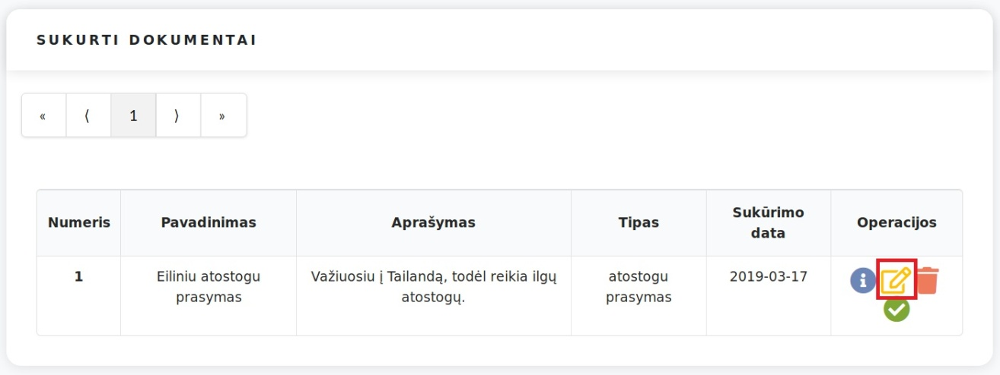 SUKURTI DOKUMENTAI
« ⟨ 1 ⟩ »
Numeris Pavadinimas Aprašymas Tipas Sukūrimo data Operacijos
1 Eiliniu atostogu prasymas Važiuosiu į Tailandą, todėl reikia ilgų atostogų. atostogu prasymas 2019-03-17